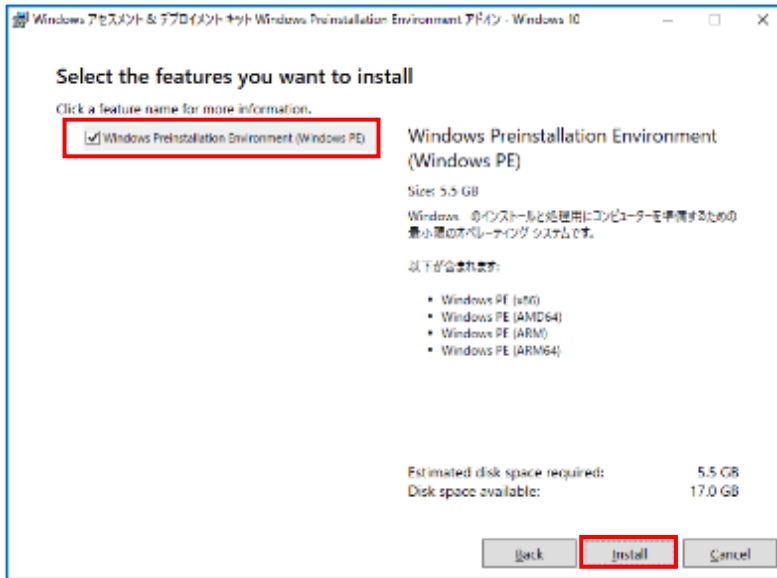 Windows アセスメント & デプロイメント キット Windows Preinstallation Environment アドイン - Windows 10
Select the features you want to install
Click a feature name for more information.
Windows Preinstallation Environment (Windows PE)
Windows Preinstallation Environment
(Windows PE)
Size: 5.5 GB
Windows のインストールと処理用にコンピューターを準備するための
最小限のオペレーティング システムです。
以下が含まれます:
• Windows PE (x86)
• Windows PE (AMD64)
• Windows PE (ARM)
• Windows PE (ARM64)
Estimated disk space required: 5.5 GB
Disk space available: 17.0 GB
Back Install Cancel